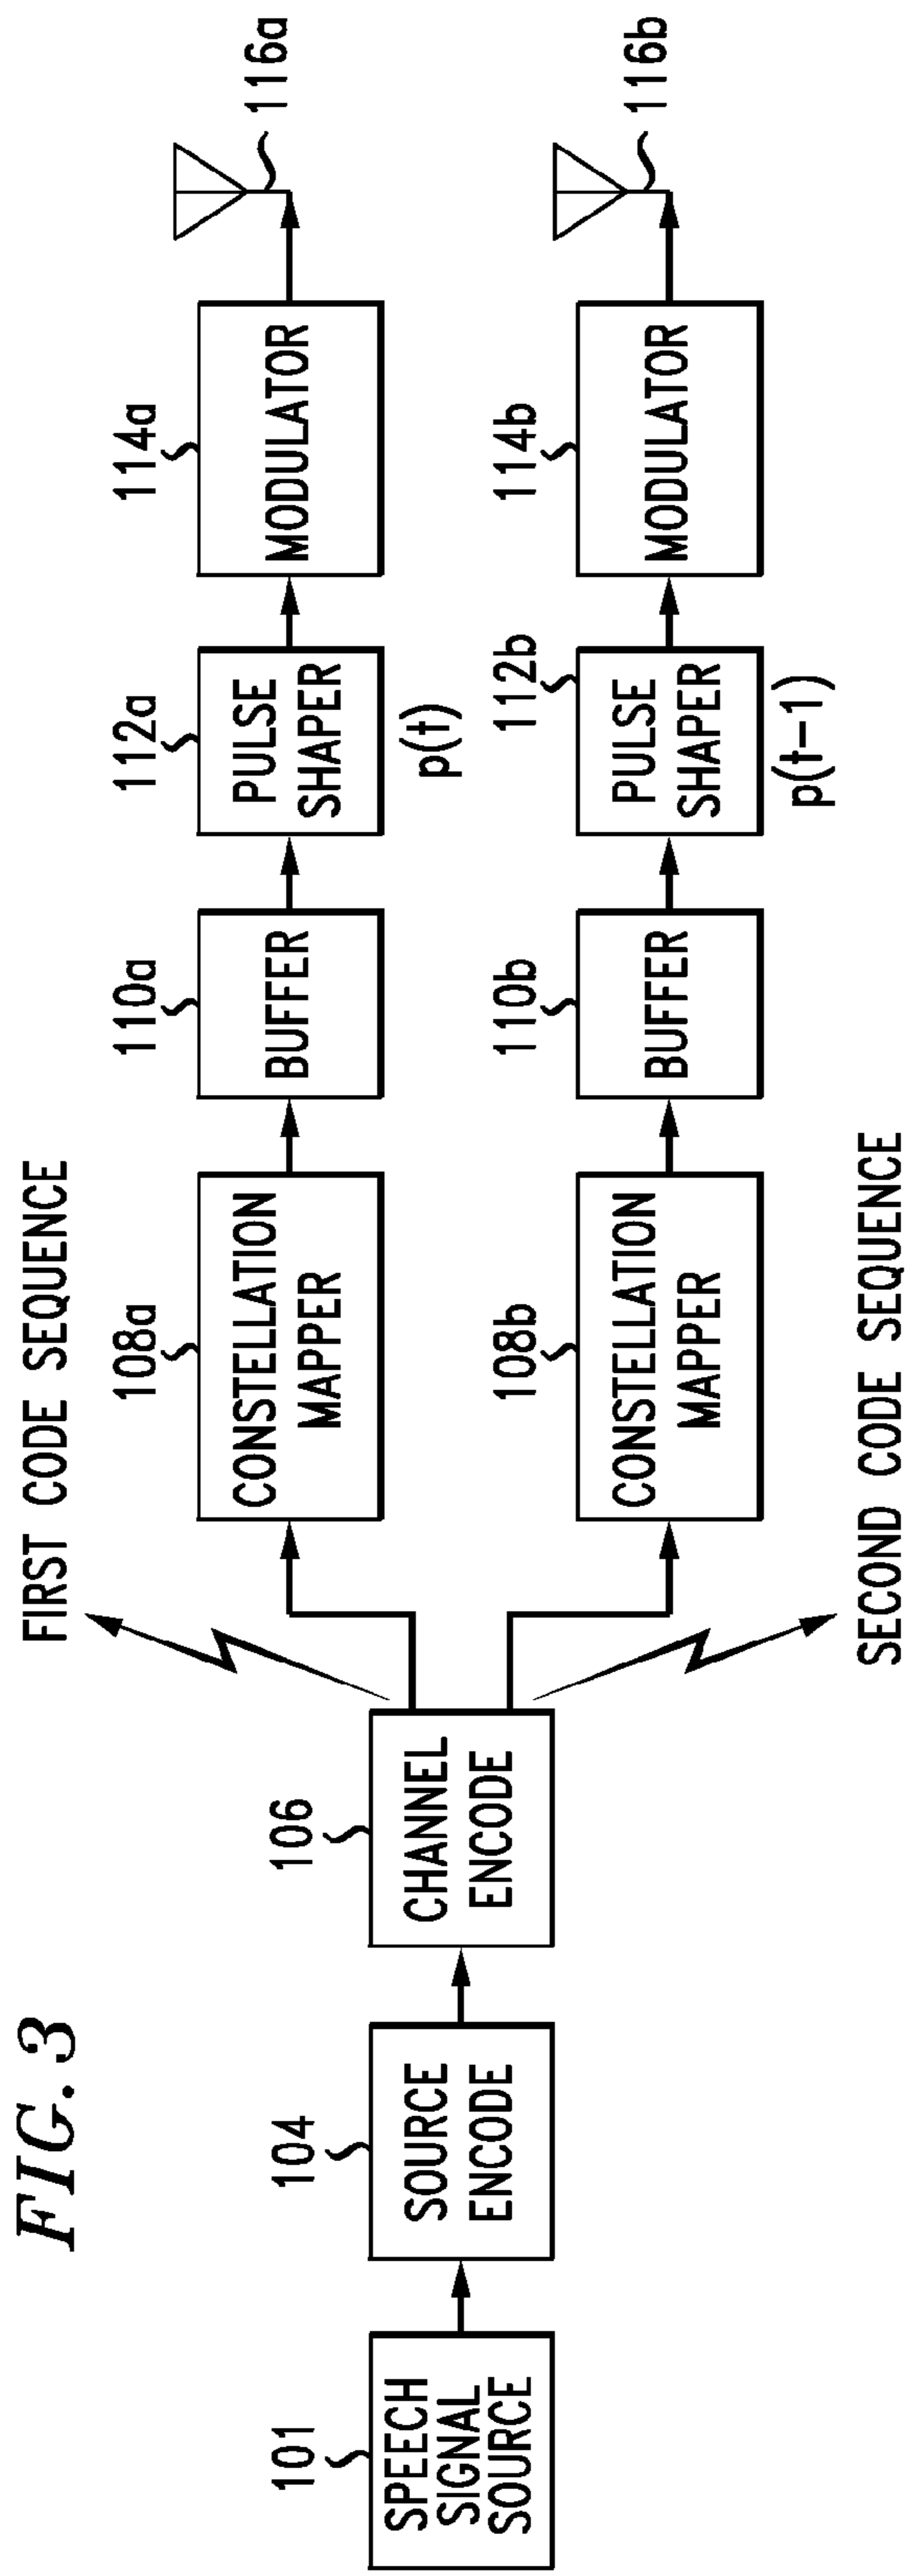 FIG. 3
101
SPEECH
SIGNAL
SOURCE
104
SOURCE
ENCODE
106
CHANNEL
ENCODE
FIRST CODE SEQUENCE
108a
CONSTELLATION
MAPPER
110a
BUFFER
112a
PULSE
SHAPER
p(t)
114a
MODULATOR
116a
SECOND CODE SEQUENCE
108b
CONSTELLATION
MAPPER
110b
BUFFER
112b
PULSE
SHAPER
p(t-1)
114b
MODULATOR
116b